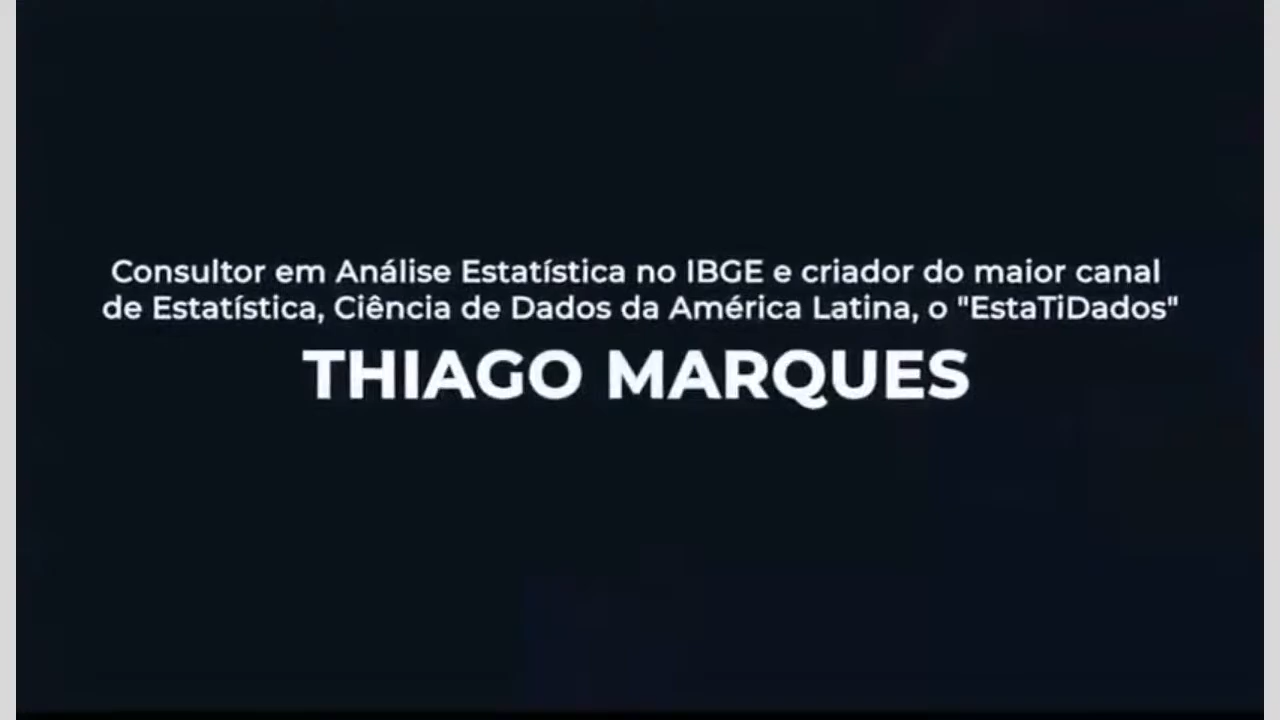 Consultor em Análise Estatística no IBGE e criador do maior canal
de Estatística, Ciência de Dados da América Latina, o "EstaTiDados"
THIAGO MARQUES